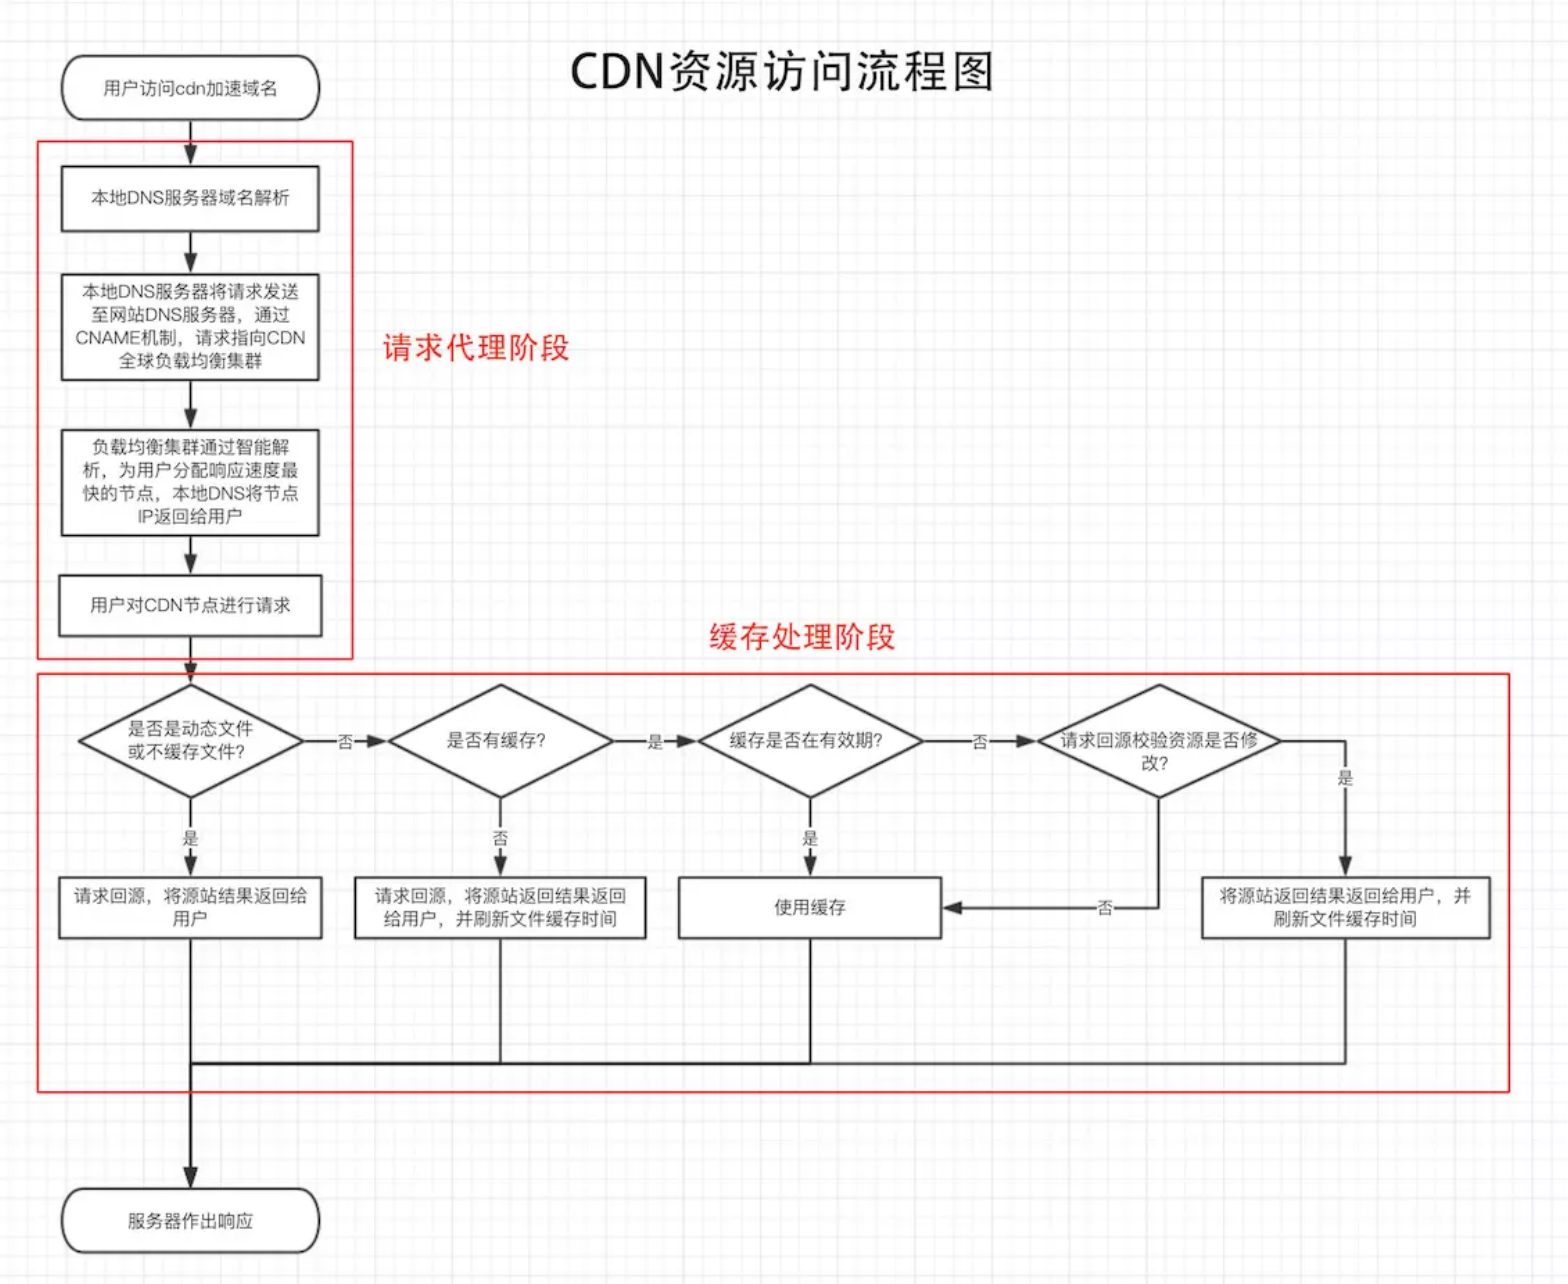 CDN资源访问流程图
用户访问cdn加速域名
本地DNS服务器域名解析
本地DNS服务器将请求发送
至网站DNS服务器，通过
CNAME机制，请求指向CDN
全球负载均衡集群
请求代理阶段
负载均衡集群通过智能解
析，为用户分配响应速度最
快的节点，本地DNS将节点
IP返回给用户
用户对CDN节点进行请求
缓存处理阶段
是否是动态文件
或不缓存文件？
否
是否有缓存？
是
缓存是否在有效期？
否
请求回源校验资源是否修
改？
是
是
否
是
请求回源，将源站结果返回给
用户
请求回源，将源站返回结果返回
给用户，并刷新文件缓存时间
使用缓存
否
将源站返回结果返回给用户，并
刷新文件缓存时间
服务器作出响应